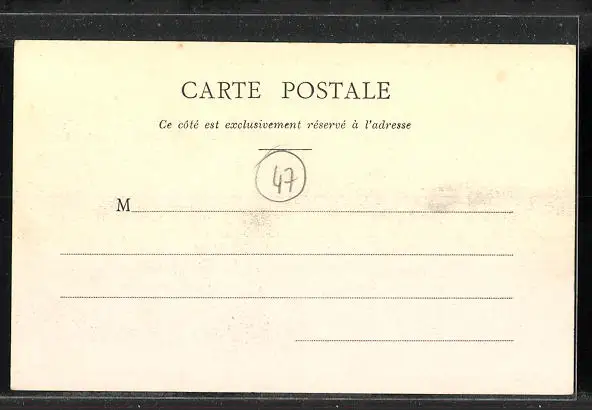 CARTE POSTALE
Ce côté est exclusivement réservé à l'adresse
47
M